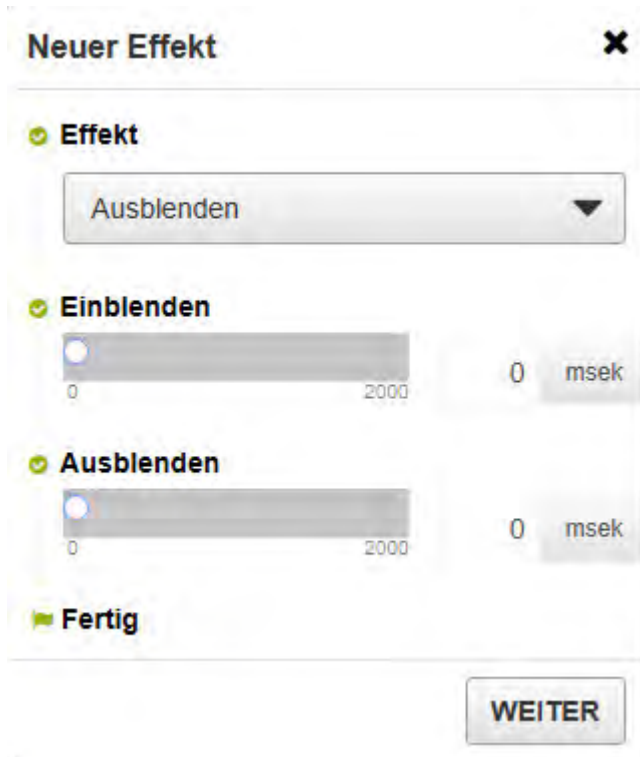 Neuer Effekt
Effekt
Ausblenden
Einblenden
0 2000 0 msek
Ausblenden
0 2000 0 msek
Fertig
WEITER